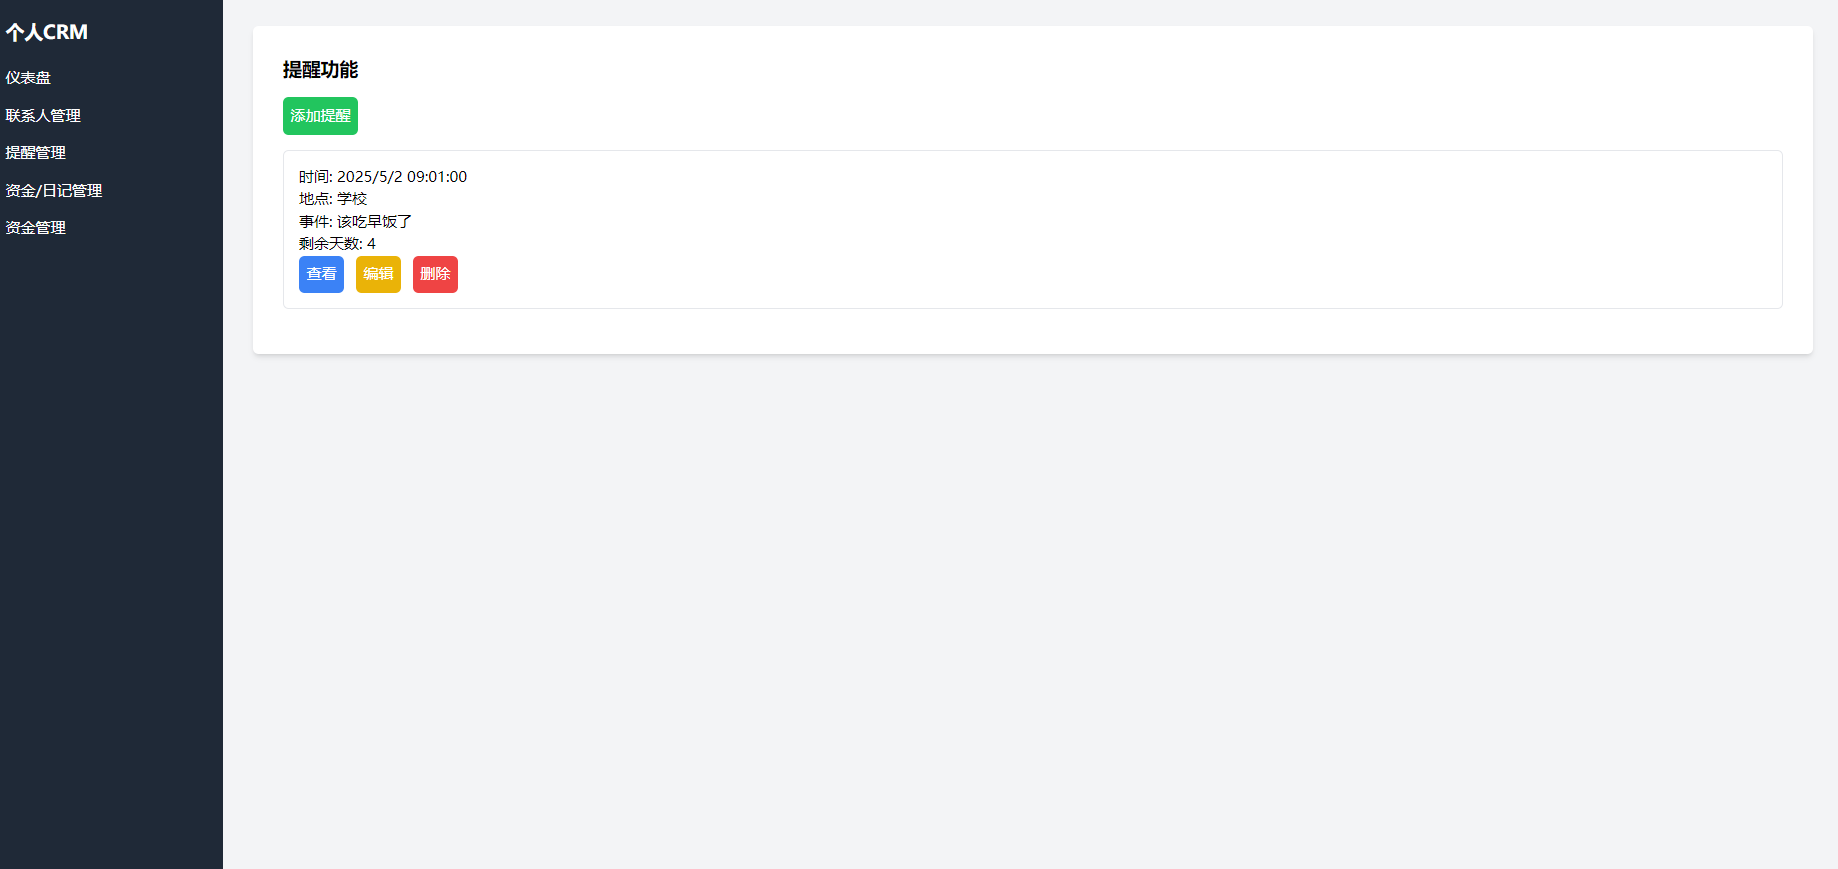 个人CRM
仪表盘
联系人管理
提醒管理
资金/日记管理
资金管理
提醒功能
添加提醒
时间: 2025/5/2 09:01:00
地点: 学校
事件: 该吃早饭了
剩余天数: 4
查看 编辑 删除